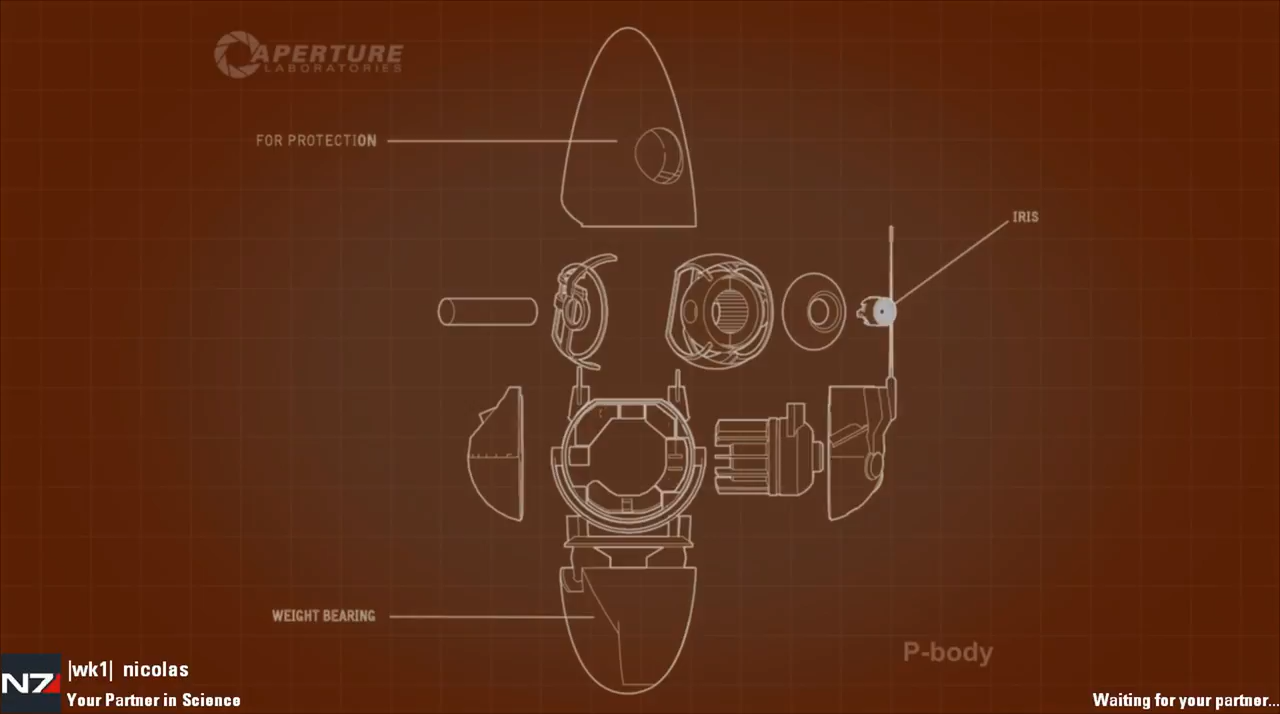 APERTURE
LABORATORIES
FOR PROTECTION
IRIS
WEIGHT BEARING
P-body
N7
|wk1| nicolas
Your Partner in Science
Waiting for your partner...